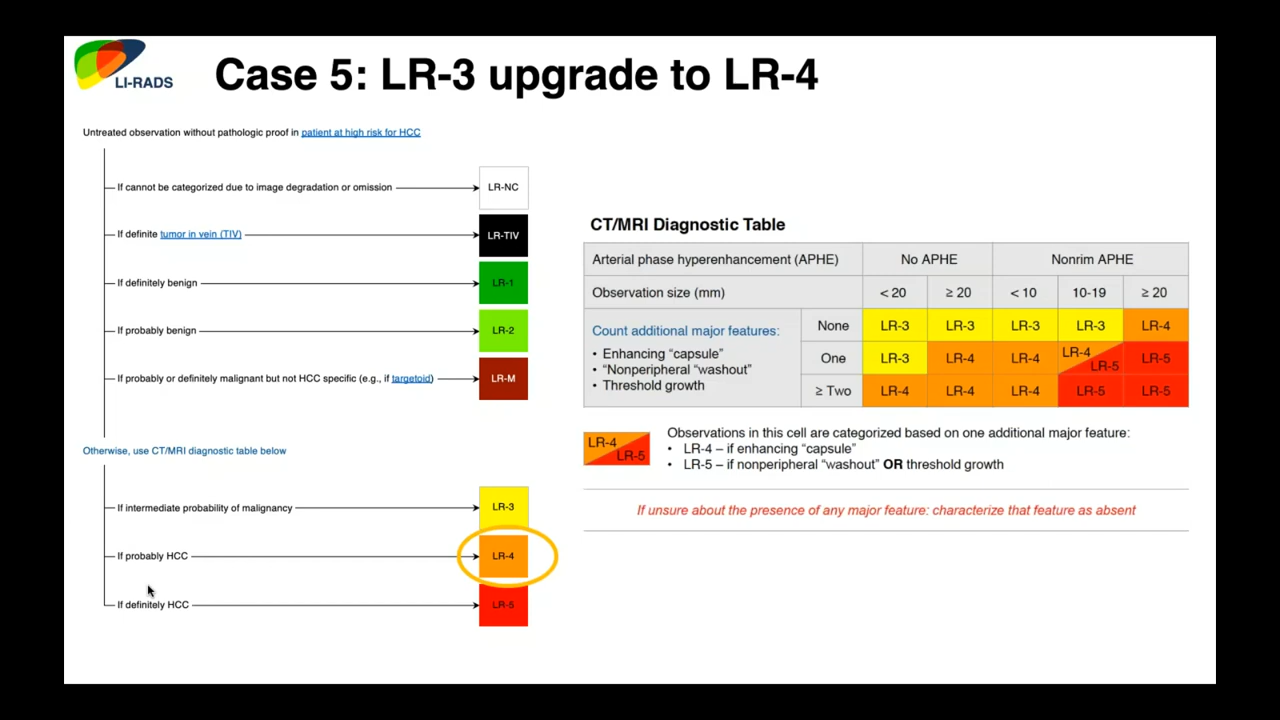 LI-RADS
Case 5: LR-3 upgrade to LR-4
Untreated observation without pathologic proof in patient at high risk for HCC
If cannot be categorized due to image degradation or omission
LR-NC
If definite tumor in vein (TIV)
LR-TIV
If definitely benign
LR-1
If probably benign
LR-2
If probably or definitely malignant but not HCC specific (e.g., if targetoid)
LR-M
Otherwise, use CT/MRI diagnostic table below
If intermediate probability of malignancy
LR-3
If probably HCC
LR-4
If definitely HCC
LR-5
CT/MRI Diagnostic Table
Arterial phase hyperenhancement (APHE) No APHE Nonrim APHE
Observation size (mm) < 20 ≥ 20 < 10 10-19 ≥ 20
Count additional major features:
• Enhancing “capsule”
• “Nonperipheral “washout”
• Threshold growth
None LR-3 LR-3 LR-3 LR-3 LR-4
One LR-3 LR-4 LR-4 LR-4 LR-5 LR-5
≥ Two LR-4 LR-4 LR-4 LR-5 LR-5
LR-4
LR-5
Observations in this cell are categorized based on one additional major feature:
• LR-4 – if enhancing “capsule”
• LR-5 – if nonperipheral “washout” OR threshold growth
If unsure about the presence of any major feature: characterize that feature as absent